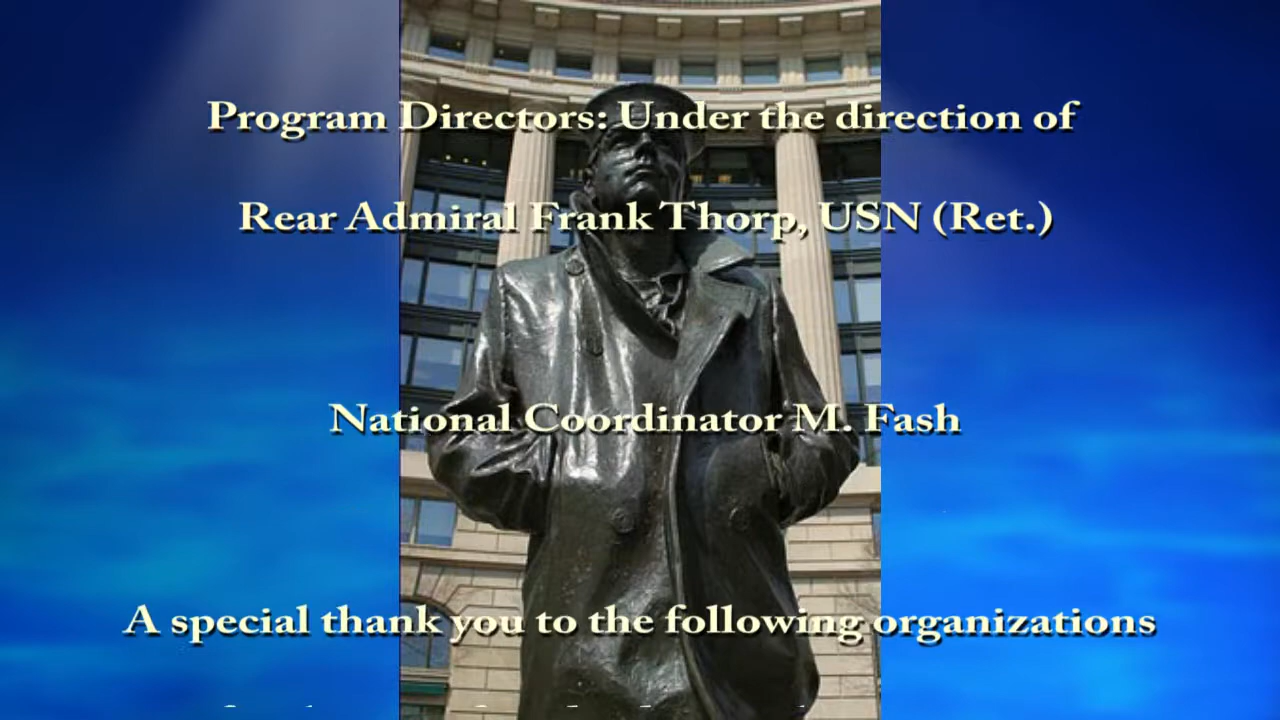 Program Directors: Under the direction of
Rear Admiral Frank Thorp, USN (Ret.)
National Coordinator M. Fash
A special thank you to the following organizations